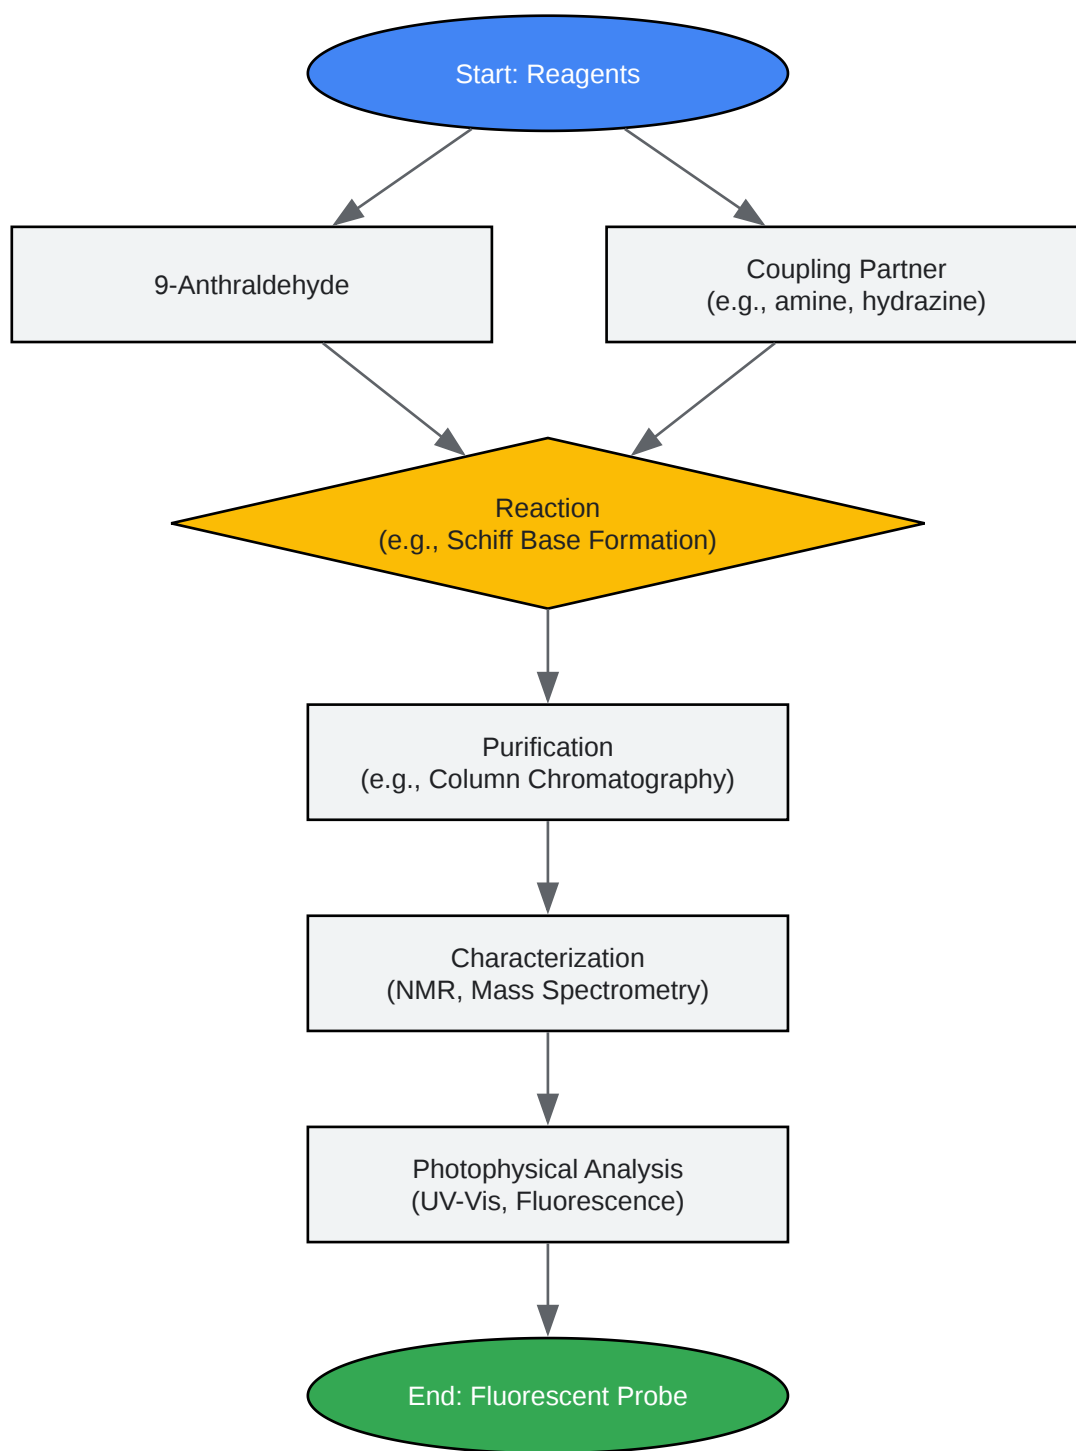 Start: Reagents
9-Anthraldehyde
Coupling Partner
(e.g., amine, hydrazine)
Reaction
(e.g., Schiff Base Formation)
Purification
(e.g., Column Chromatography)
Characterization
(NMR, Mass Spectrometry)
Photophysical Analysis
(UV-Vis, Fluorescence)
End: Fluorescent Probe